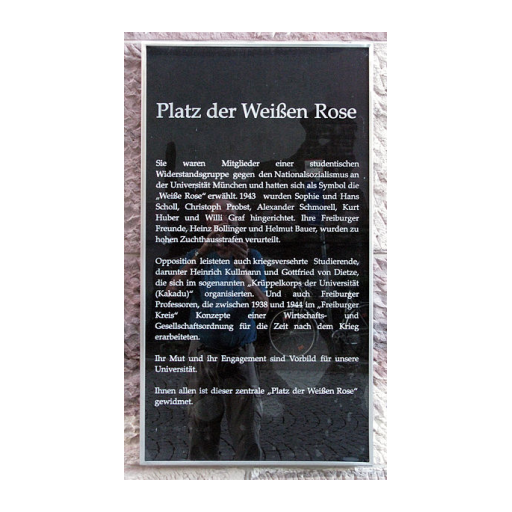 Platz der Weißen Rose
Sie waren Mitglieder einer studentischen
Widerstandsgruppe gegen den Nationalsozialismus an
der Universität München und hatten sich als Symbol die
„Weiße Rose“ erwählt. 1943 wurden Sophie und Hans
Scholl, Christoph Probst, Alexander Schmorell, Kurt
Huber und Willi Graf hingerichtet. Ihre Freiburger
Freunde, Heinz Bollinger und Helmut Bauer, wurden zu
hohen Zuchthausstrafen verurteilt.
Opposition leisteten auch kriegsversehrte Studierende,
darunter Heinrich Kullmann und Gottfried von Dietze,
die sich im sogenannten „Krüppelkorps der Universität
(Kakadu)“ organisierten. Und auch Freiburger
Professoren, die zwischen 1938 und 1944 im „Freiburger
Kreis“ Konzepte einer Wirtschafts- und
Gesellschaftsordnung für die Zeit nach dem Krieg
erarbeiteten.
Ihr Mut und ihr Engagement sind Vorbild für unsere
Universität.
Ihnen allen ist dieser zentrale „Platz der Weißen Rose“
gewidmet.